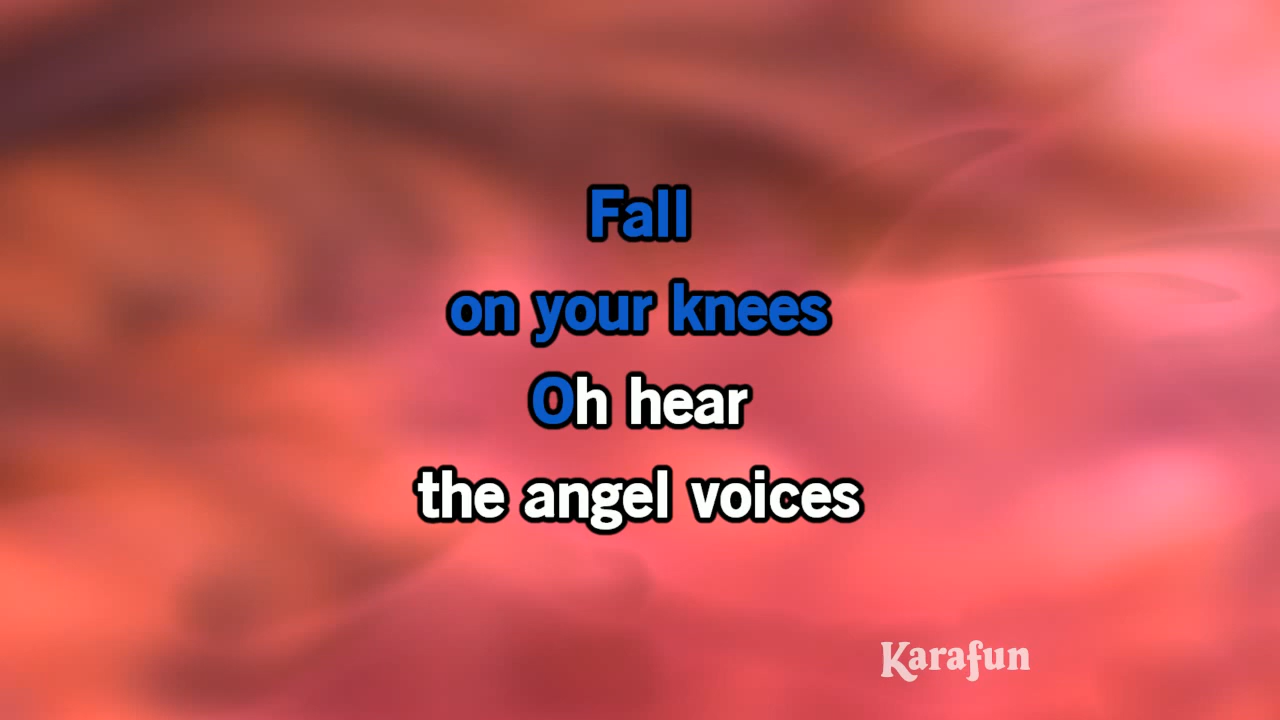 Fall
on your knees
Oh hear
the angel voices
Karafun